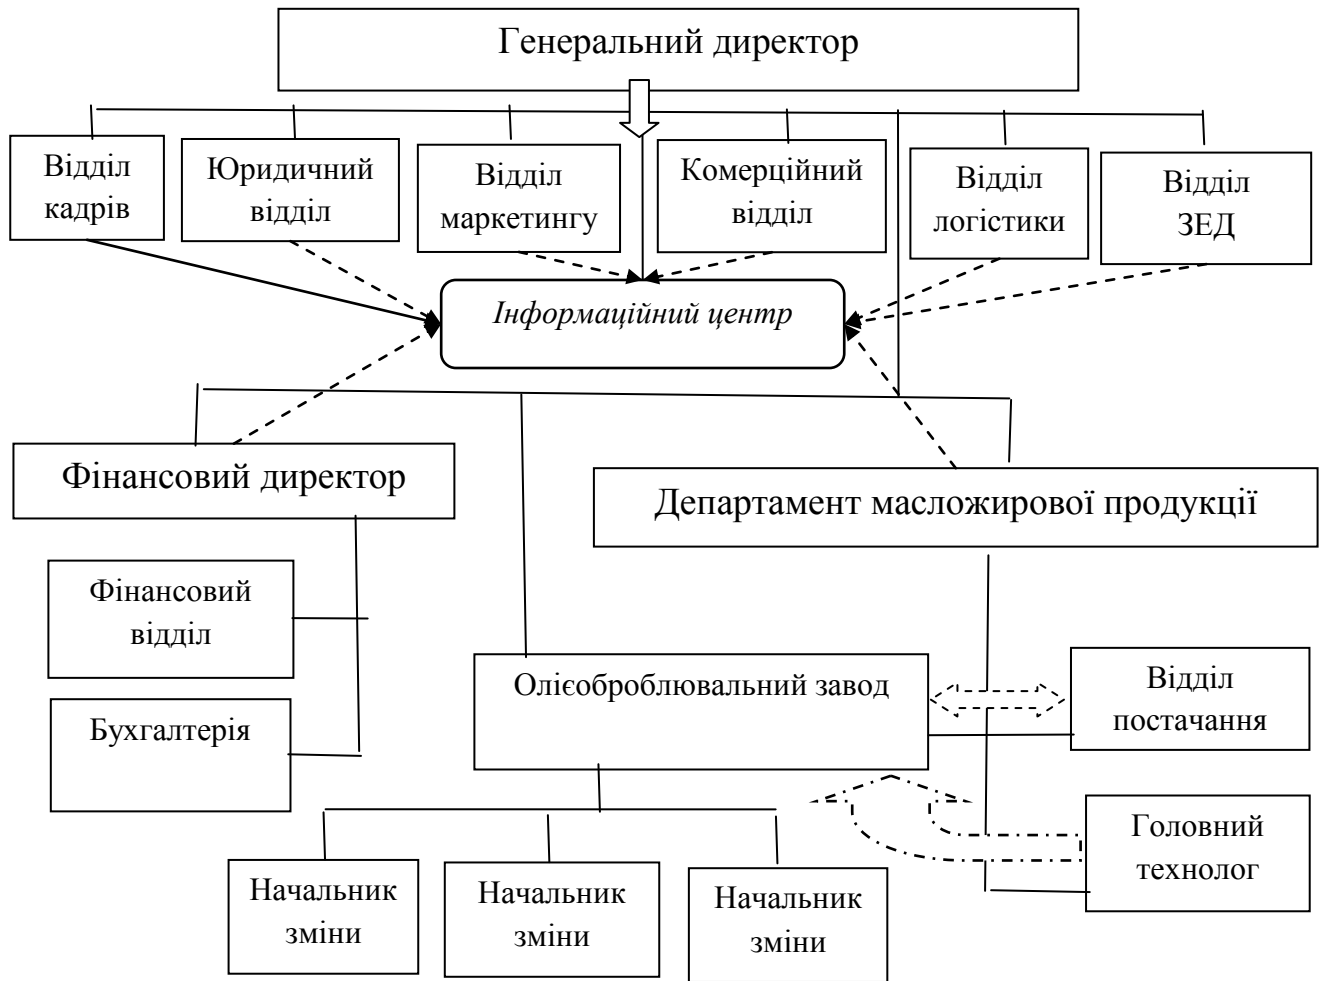 Генеральний директор
Відділ
кадрів
Юридичний
відділ
Відділ
маркетингу
Комерційний
відділ
Відділ
логістики
Відділ
ЗЕД
Інформаційний центр
Фінансовий директор
Департамент масложирової продукції
Фінансовий
відділ
Олієоброблювальний завод
Відділ
постачання
Бухгалтерія
Головний
технолог
Начальник
зміни
Начальник
зміни
Начальник
зміни